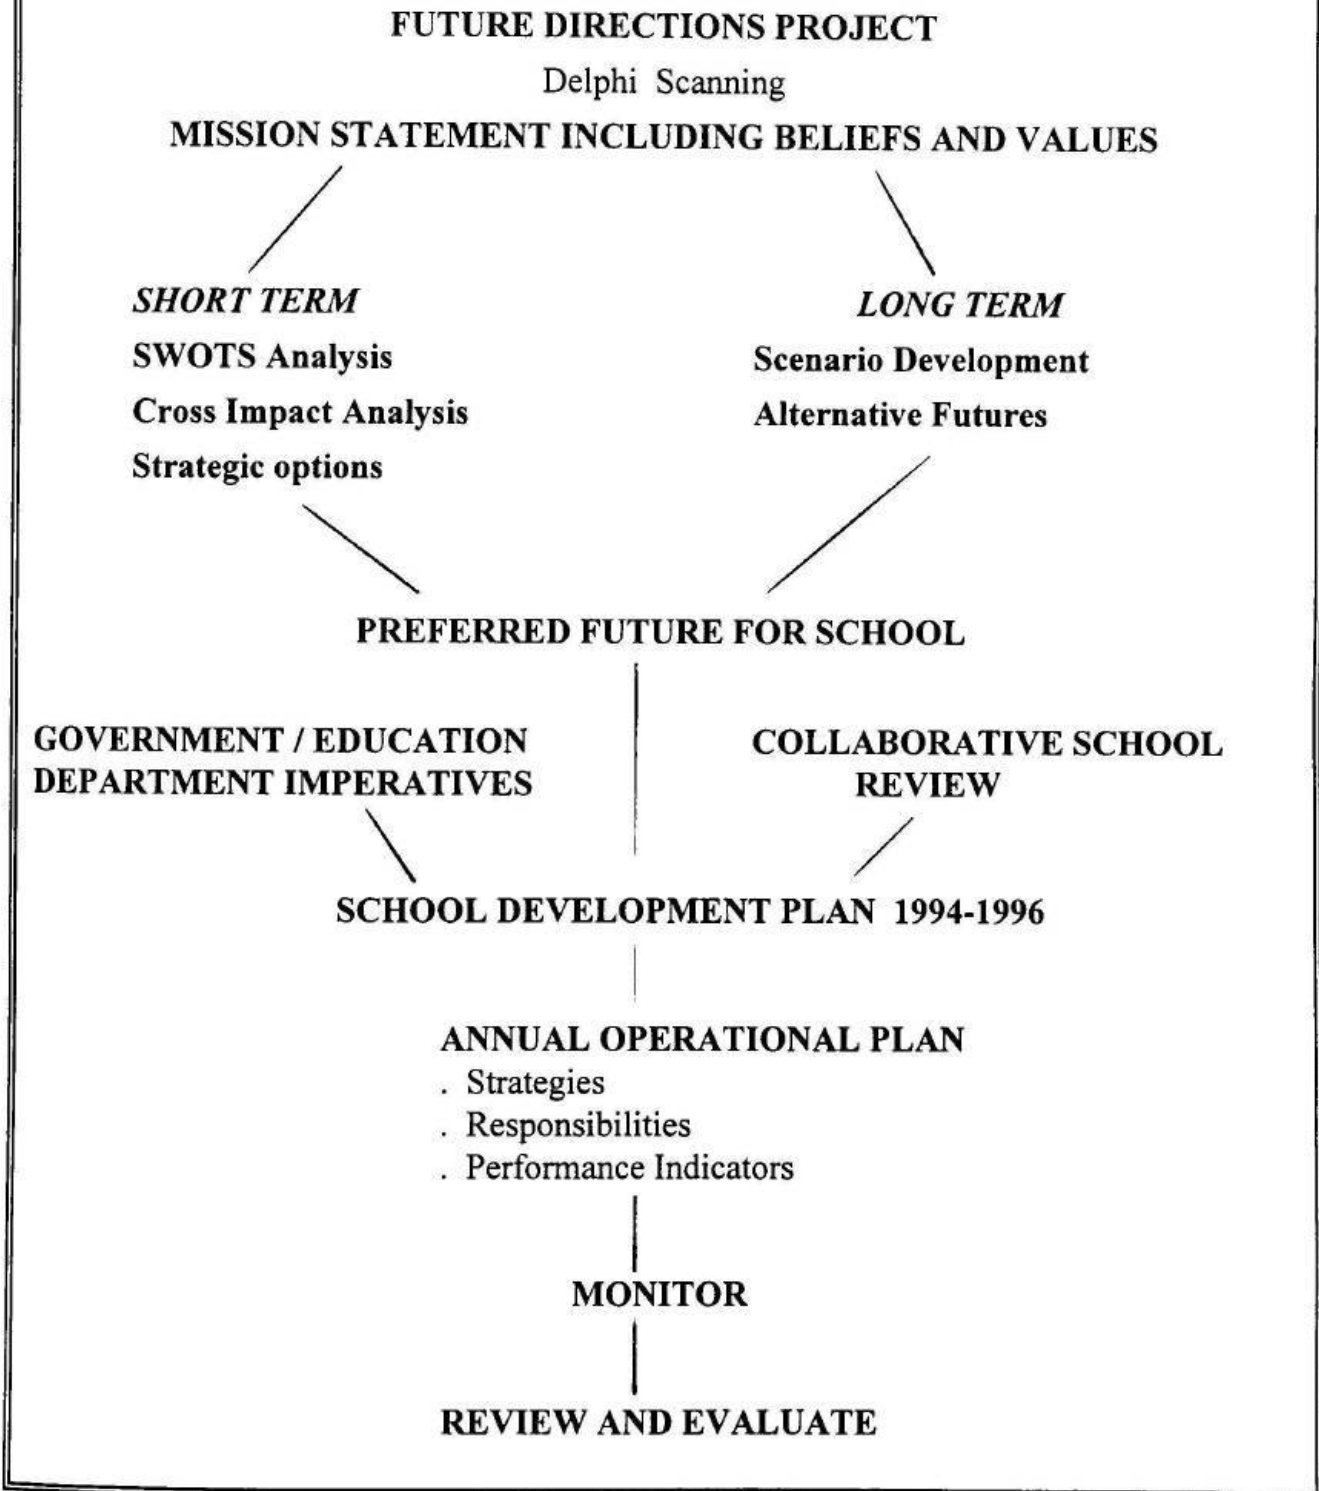 FUTURE DIRECTIONS PROJECT
Delphi Scanning
MISSION STATEMENT INCLUDING BELIEFS AND VALUES
SHORT TERM
SWOTS Analysis
Cross Impact Analysis
Strategic options
LONG TERM
Scenario Development
Alternative Futures
PREFERRED FUTURE FOR SCHOOL
GOVERNMENT / EDUCATION
DEPARTMENT IMPERATIVES
COLLABORATIVE SCHOOL
REVIEW
SCHOOL DEVELOPMENT PLAN 1994-1996
ANNUAL OPERATIONAL PLAN
. Strategies
. Responsibilities
. Performance Indicators
MONITOR
REVIEW AND EVALUATE